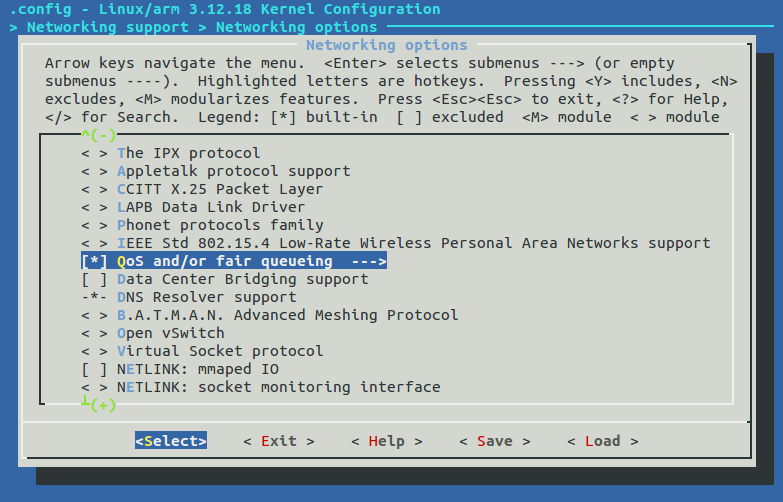 .config - Linux/arm 3.12.18 Kernel Configuration
> Networking support > Networking options
Networking options
Arrow keys navigate the menu.  <Enter> selects submenus ---> (or empty
submenus ----).  Highlighted letters are hotkeys.  Pressing <Y> includes, <N>
excludes, <M> modularizes features.  Press <Esc><Esc> to exit, <?> for Help,
</> for Search.  Legend: [*] built-in  [ ] excluded  <M> module  < > module
^(-)
< > The IPX protocol
< > Appletalk protocol support
< > CCITT X.25 Packet Layer
< > LAPB Data Link Driver
< > Phonet protocols family
< > IEEE Std 802.15.4 Low-Rate Wireless Personal Area Networks support
[*] QoS and/or fair queueing  --->
[ ] Data Center Bridging support
-*- DNS Resolver support
< > B.A.T.M.A.N. Advanced Meshing Protocol
< > Open vSwitch
< > Virtual Socket protocol
[ ] NETLINK: mmaped IO
< > NETLINK: socket monitoring interface
┴(+)
<Select>    < Exit >    < Help >    < Save >    < Load >